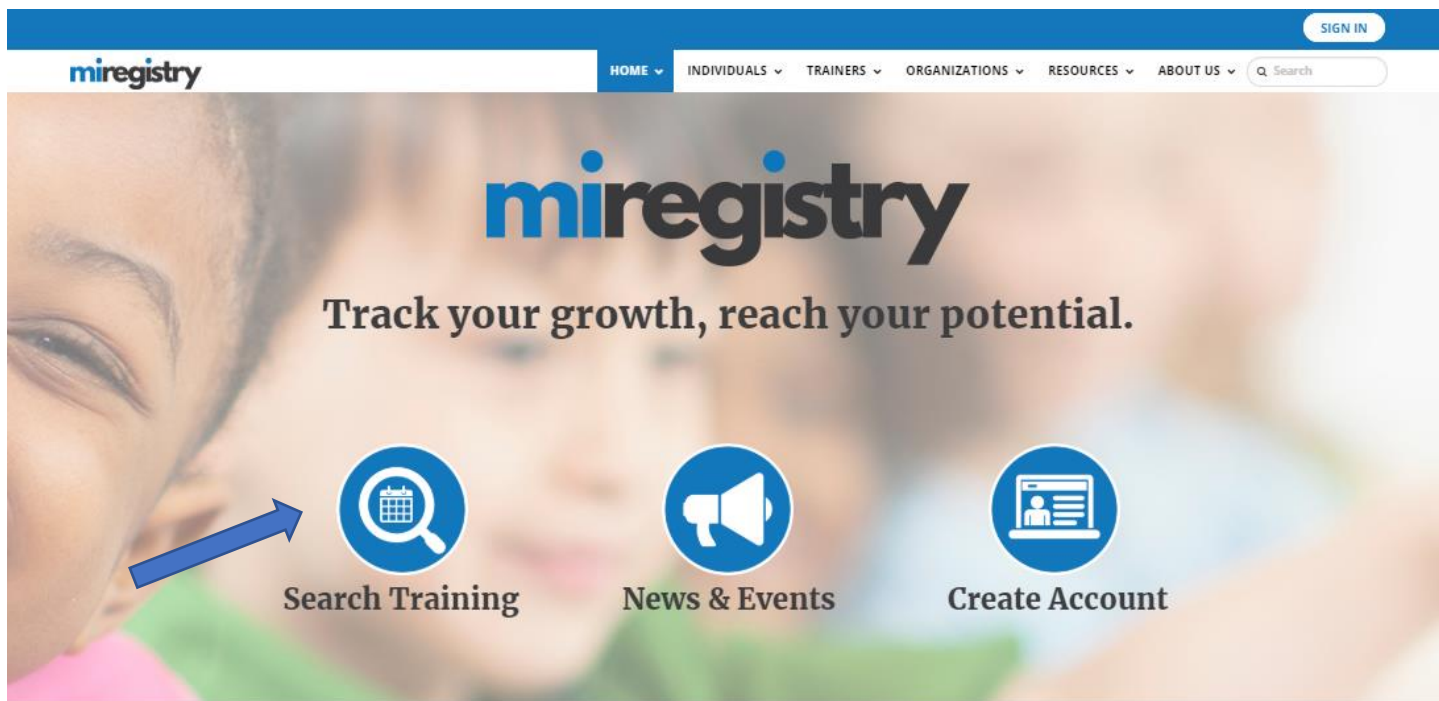 SIGN IN
miregistry
HOME INDIVIDUALS TRAINERS ORGANIZATIONS RESOURCES ABOUT US Search
miregistry
Track your growth, reach your potential.
Search Training News & Events Create Account